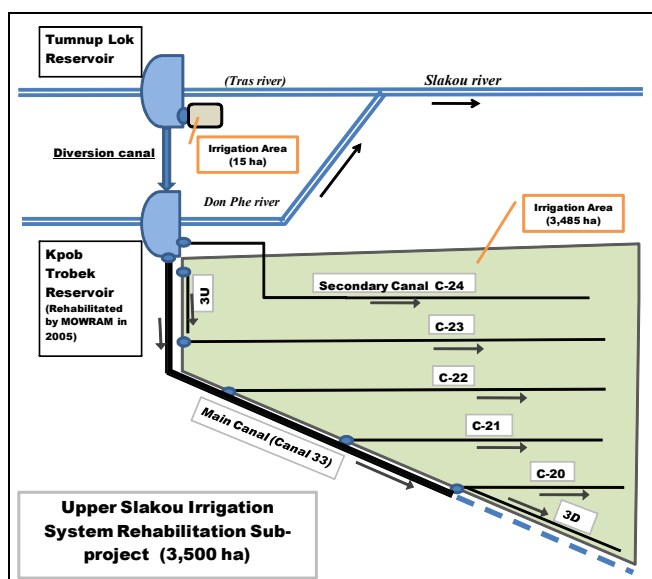 Tumnup Lok
Reservoir
(Tras river)
Slakou river
Diversion canal
Irrigation Area
(15 ha)
Don Phe river
Irrigation Area
(3,485 ha)
Kpob
Trobek
Reservoir
(Rehabilitated
by MOWRAM in
2005)
3U
Secondary Canal C-24
C-23
C-22
C-21
C-20
Main Canal (Canal 33)
3D
Upper Slakou Irrigation
System Rehabilitation Sub-
project (3,500 ha)